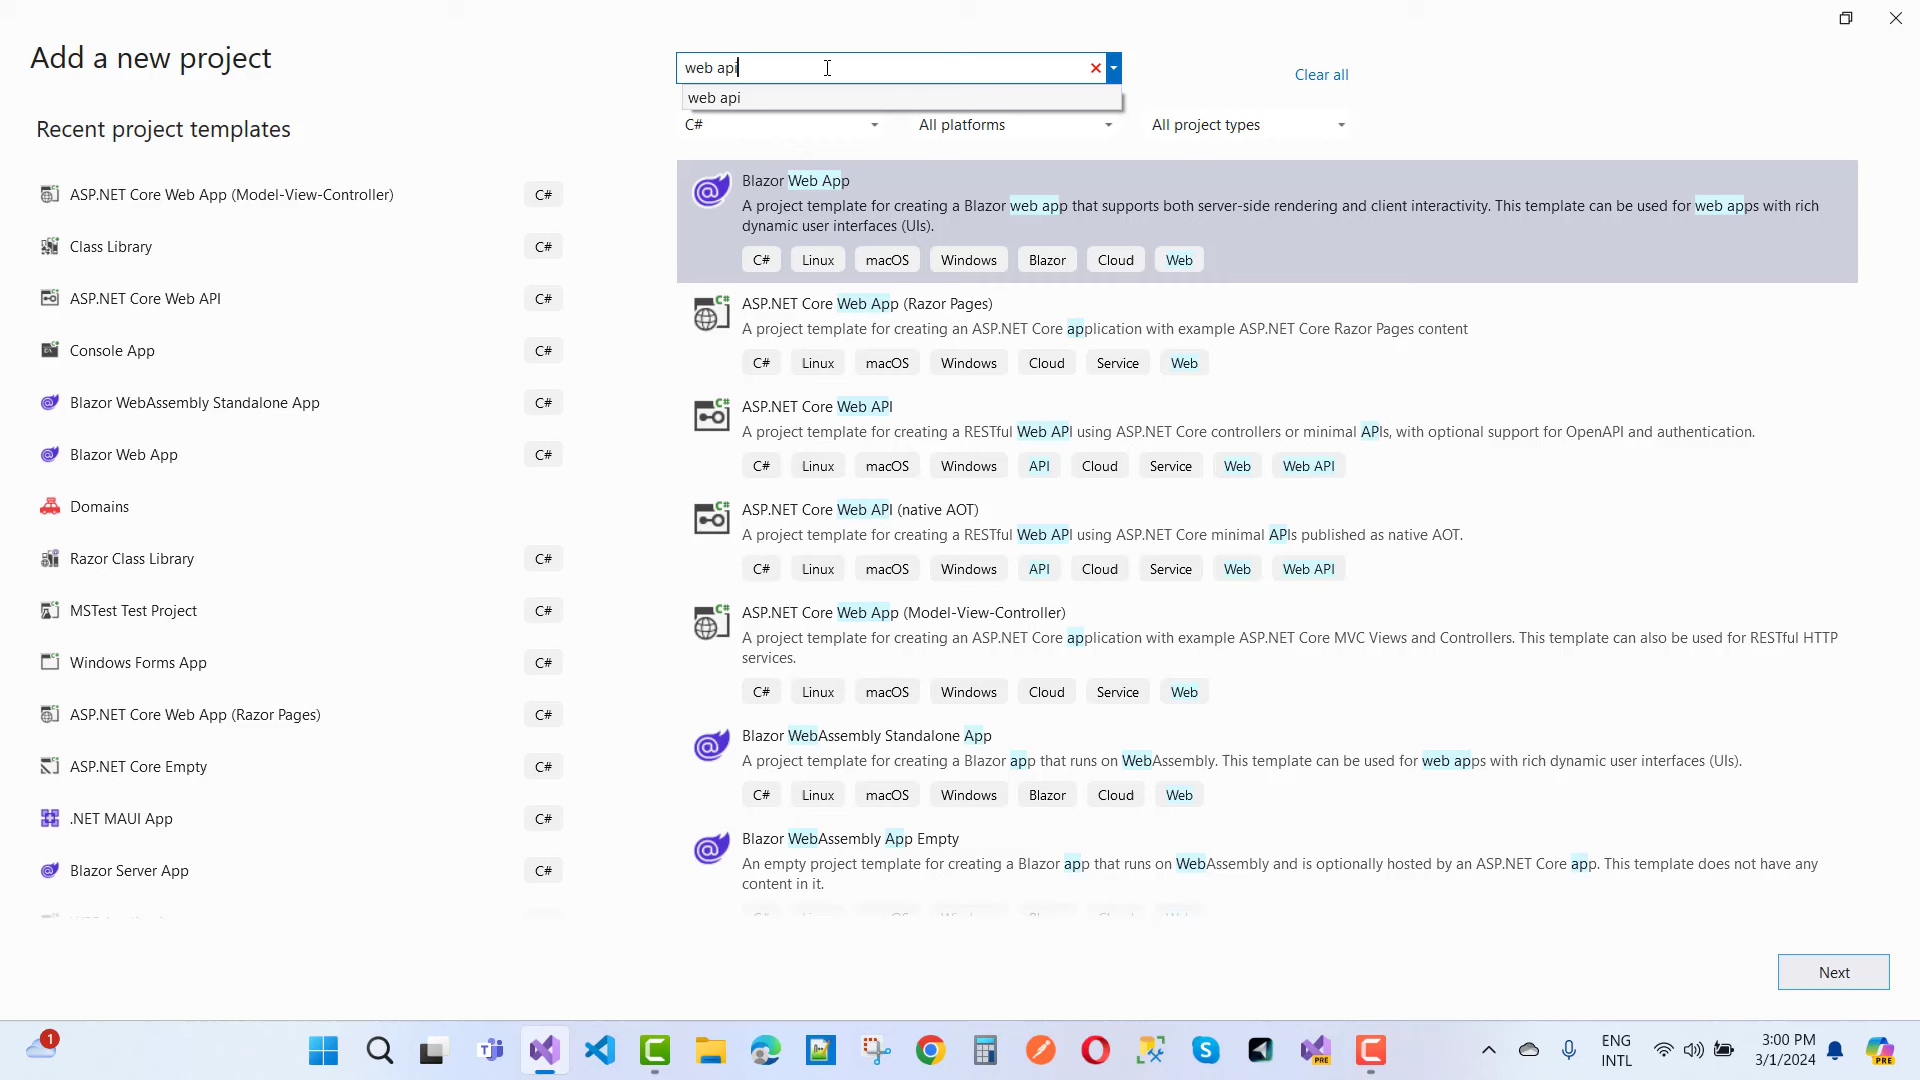 Add a new project
web api
web api
Clear all
C#
All platforms
All project types
Recent project templates
ASP.NET Core Web App (Model-View-Controller)
C#
Class Library
C#
ASP.NET Core Web API
C#
Console App
C#
Blazor WebAssembly Standalone App
C#
Blazor Web App
C#
Domains
Razor Class Library
C#
MSTest Test Project
C#
Windows Forms App
C#
ASP.NET Core Web App (Razor Pages)
C#
ASP.NET Core Empty
C#
.NET MAUI App
C#
Blazor Server App
C#
Blazor Web App
A project template for creating a Blazor web app that supports both server-side rendering and client interactivity. This template can be used for web apps with rich
dynamic user interfaces (UIs).
C# Linux macOS Windows Blazor Cloud Web
ASP.NET Core Web App (Razor Pages)
A project template for creating an ASP.NET Core application with example ASP.NET Core Razor Pages content
C# Linux macOS Windows Cloud Service Web
ASP.NET Core Web API
A project template for creating a RESTful Web API using ASP.NET Core controllers or minimal APIs, with optional support for OpenAPI and authentication.
C# Linux macOS Windows API Cloud Service Web Web API
ASP.NET Core Web API (native AOT)
A project template for creating a RESTful Web API using ASP.NET Core minimal APIs published as native AOT.
C# Linux macOS Windows API Cloud Service Web Web API
ASP.NET Core Web App (Model-View-Controller)
A project template for creating an ASP.NET Core application with example ASP.NET Core MVC Views and Controllers. This template can also be used for RESTful HTTP
services.
C# Linux macOS Windows Cloud Service Web
Blazor WebAssembly Standalone App
A project template for creating a Blazor app that runs on WebAssembly. This template can be used for web apps with rich dynamic user interfaces (UIs).
C# Linux macOS Windows Blazor Cloud Web
Blazor WebAssembly App Empty
An empty project template for creating a Blazor app that runs on WebAssembly and is optionally hosted by an ASP.NET Core app. This template does not have any
content in it.
Next
1
PRE
ENG
INTL
3:00 PM
3/1/2024
PRE